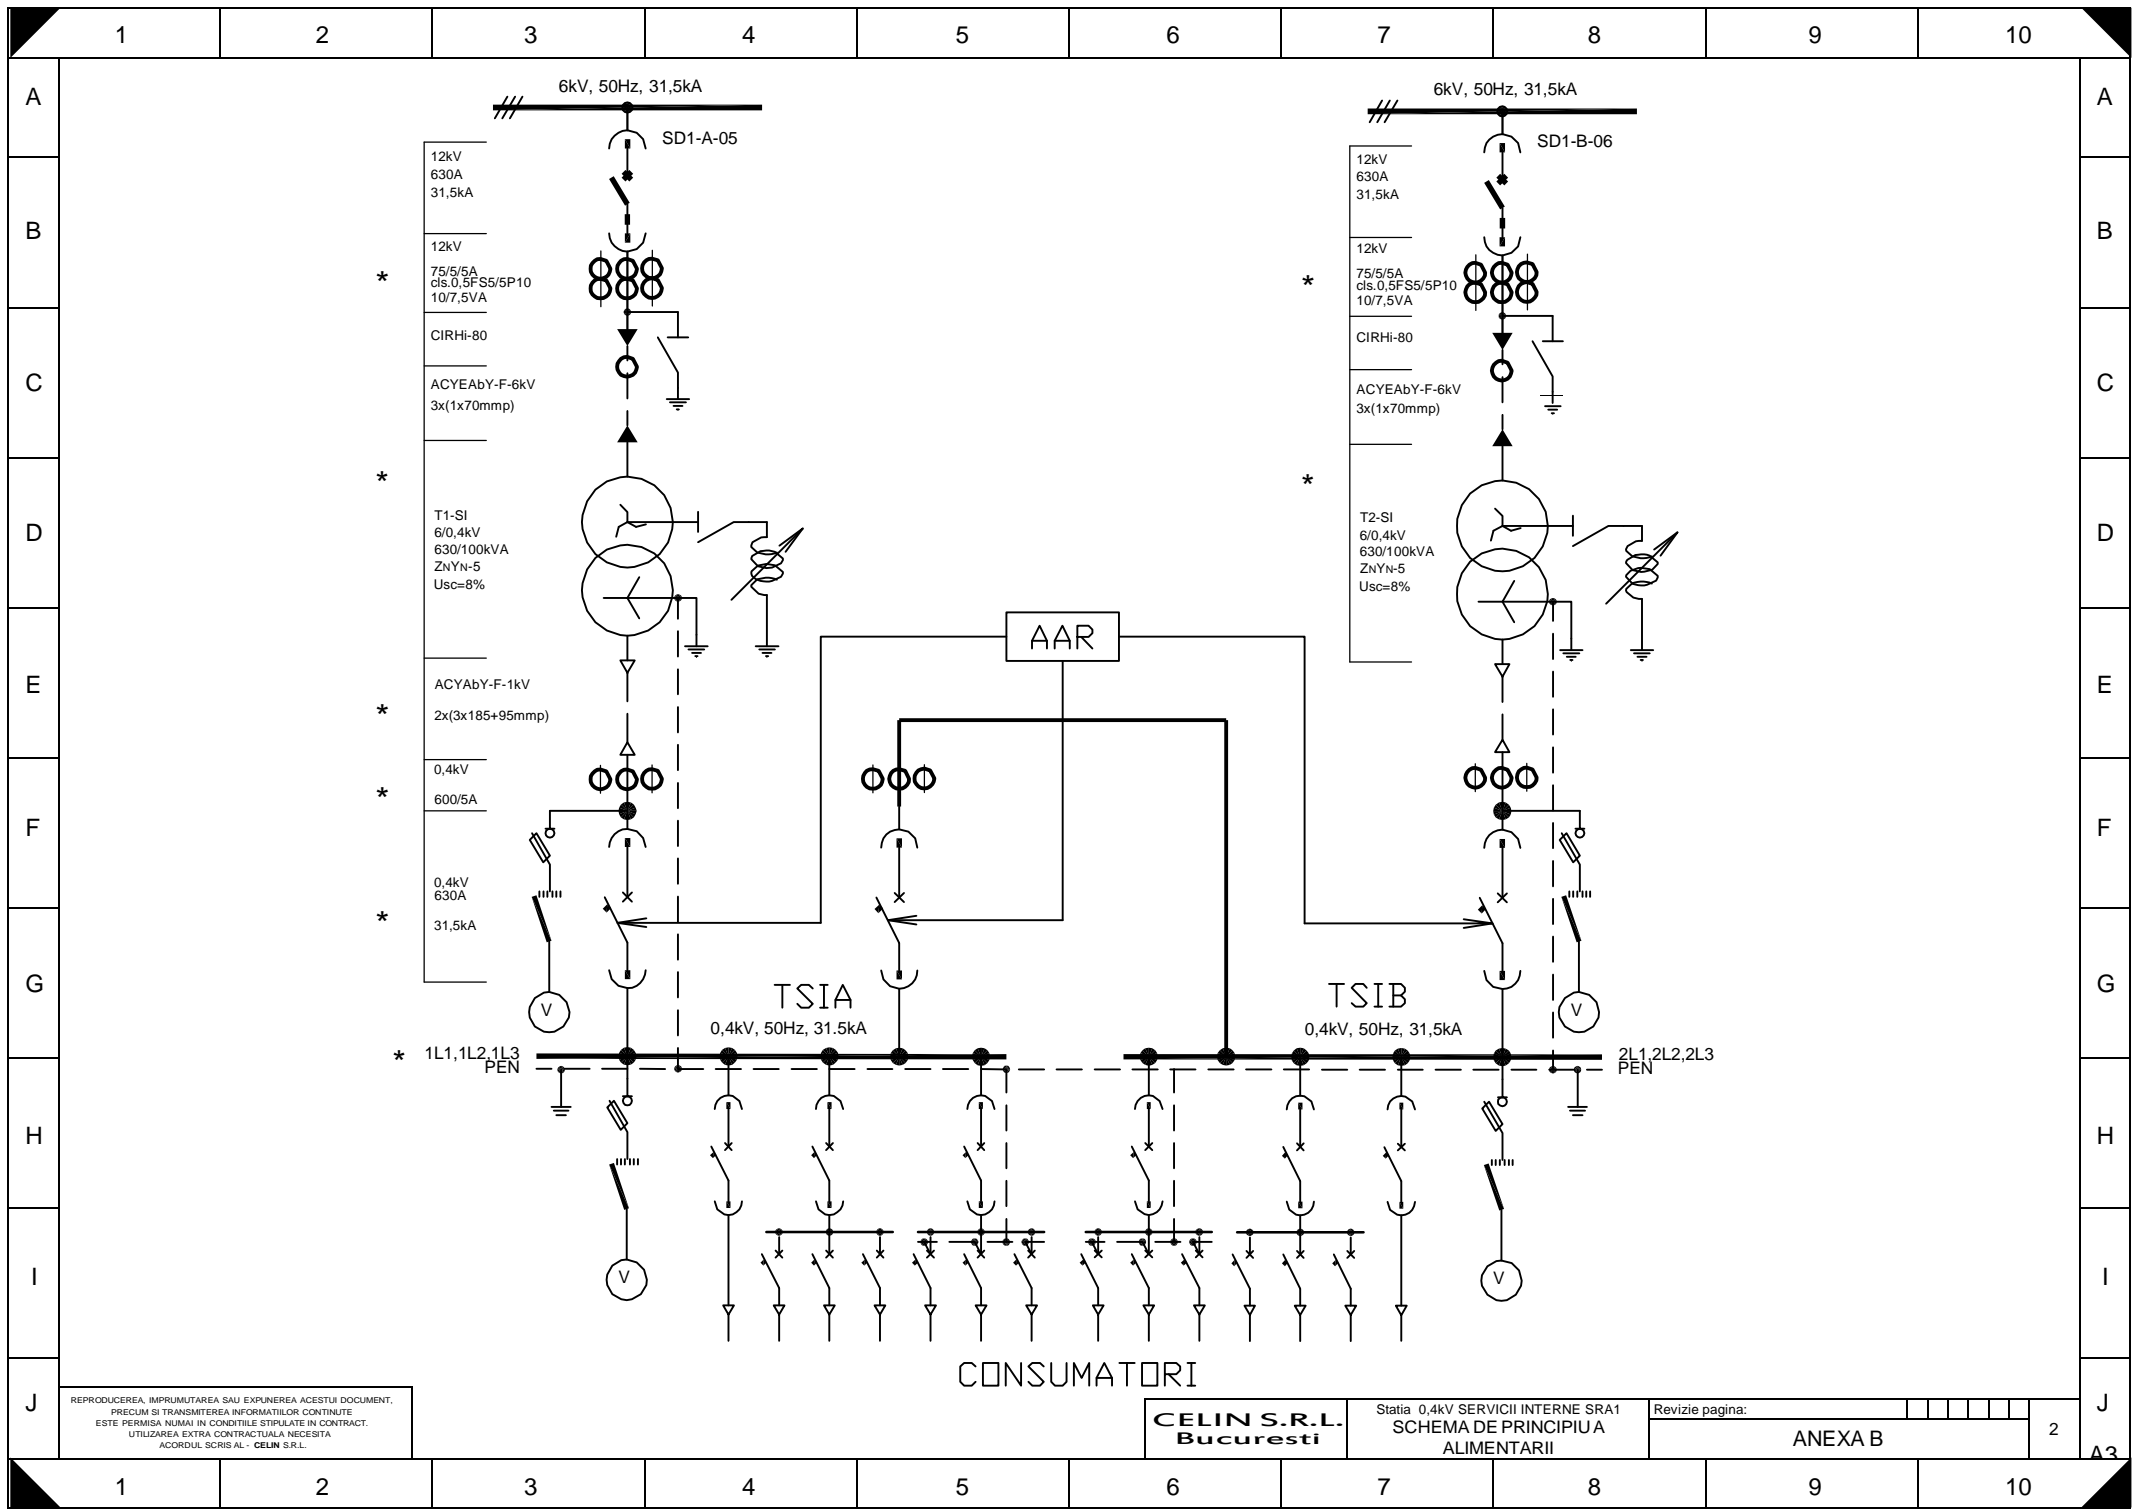 1 2 3 4 5 6 7 8 9 10
A A
6kV, 50Hz, 31,5kA
6kV, 50Hz, 31,5kA
SD1-A-05
SD1-B-06
12kV
630A
31,5kA
12kV
630A
31,5kA
B B
12kV
75/5/5A
cls.0,5FS5/5P10
10/7,5VA
*
12kV
75/5/5A
cls.0,5FS5/5P10
10/7,5VA
*
CIRHi-80
CIRHi-80
C C
ACYEAbY-F-6kV
3x(1x70mmp)
ACYEAbY-F-6kV
3x(1x70mmp)
*
*
D D
T1-SI
6/0,4kV
630/100kVA
ZNYN-5
Usc=8%
T2-SI
6/0,4kV
630/100kVA
ZNYN-5
Usc=8%
AAR
E E
ACYAbY-F-1kV
* 2x(3x185+95mmp)
0,4kV
* 600/5A
F F
0,4kV
630A
* 31,5kA
G G
V
V
TSIA
0,4kV, 50Hz, 31.5kA
TSIB
0,4kV, 50Hz, 31,5kA
* 1L1,1L2,1L3
PEN
2L1,2L2,2L3
PEN
H H
I I
V
V
CONSUMATORI
J J
REPRODUCEREA, IMPRUMUTAREA SAU EXPUNEREA ACESTUI DOCUMENT,
PRECUM SI TRANSMITEREA INFORMATIILOR CONTINUTE
ESTE PERMISA NUMAI IN CONDITIILE STIPULATE IN CONTRACT.
UTILIZAREA EXTRA CONTRACTUALA NECESITA
ACORDUL SCRIS AL - CELIN S.R.L.
CELIN S.R.L.
Bucuresti
Statia 0,4kV SERVICII INTERNE SRA1
SCHEMA DE PRINCIPIU A
ALIMENTARII
Revizie pagina:
ANEXA B
2
A3
1 2 3 4 5 6 7 8 9 10